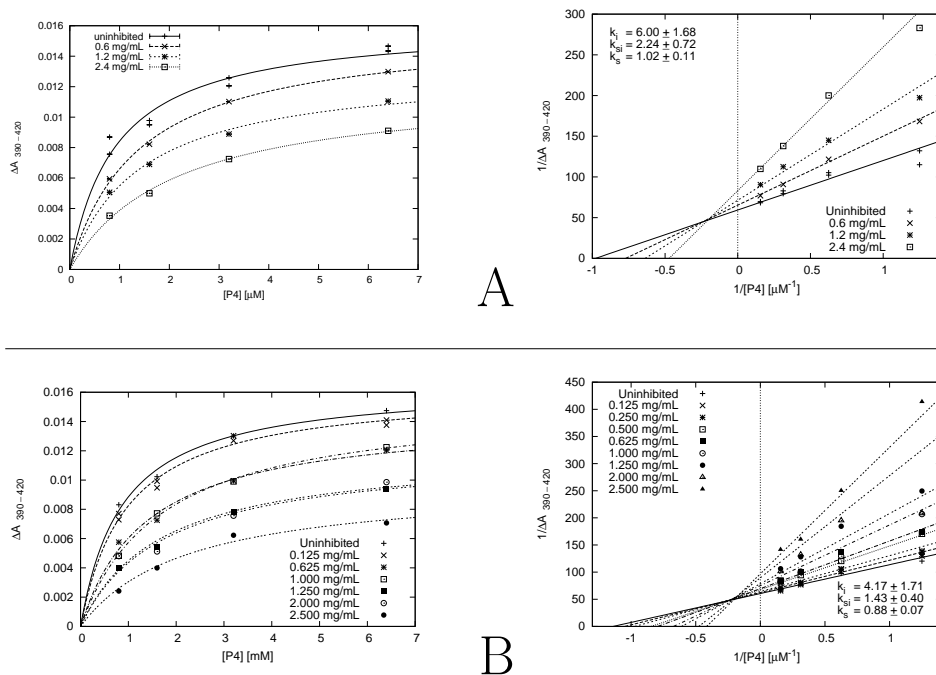 0.016
0.014
0.012
0.01
0.008
0.006
0.004
0.002
0
0 1 2 3 4 5 6 7
ΔA 390−420
[P4] [μM]
uninhibited
0.6 mg/mL
1.2 mg/mL
2.4 mg/mL
300
250
200
150
100
50
0
-1 -0.5 0 0.5 1
1/ΔA 390−420
1/[P4] [μM⁻¹]
ki = 6.00 ± 1.68
ksi = 2.24 ± 0.72
ks = 1.02 ± 0.11
Uninhibited
0.6 mg/mL
1.2 mg/mL
2.4 mg/mL
A
0.016
0.014
0.012
0.01
0.008
0.006
0.004
0.002
0
0 1 2 3 4 5 6 7
ΔA 390−420
[P4] [mM]
Uninhibited
0.125 mg/mL
0.625 mg/mL
1.000 mg/mL
1.250 mg/mL
2.000 mg/mL
2.500 mg/mL
450
400
350
300
250
200
150
100
50
0
-1 -0.5 0 0.5 1
1/ΔA 390−420
1/[P4] [μM⁻¹]
Uninhibited
0.125 mg/mL
0.250 mg/mL
0.500 mg/mL
0.625 mg/mL
1.000 mg/mL
1.250 mg/mL
2.000 mg/mL
2.500 mg/mL
ki = 4.17 ± 1.71
ksi = 1.43 ± 0.40
ks = 0.88 ± 0.07
B